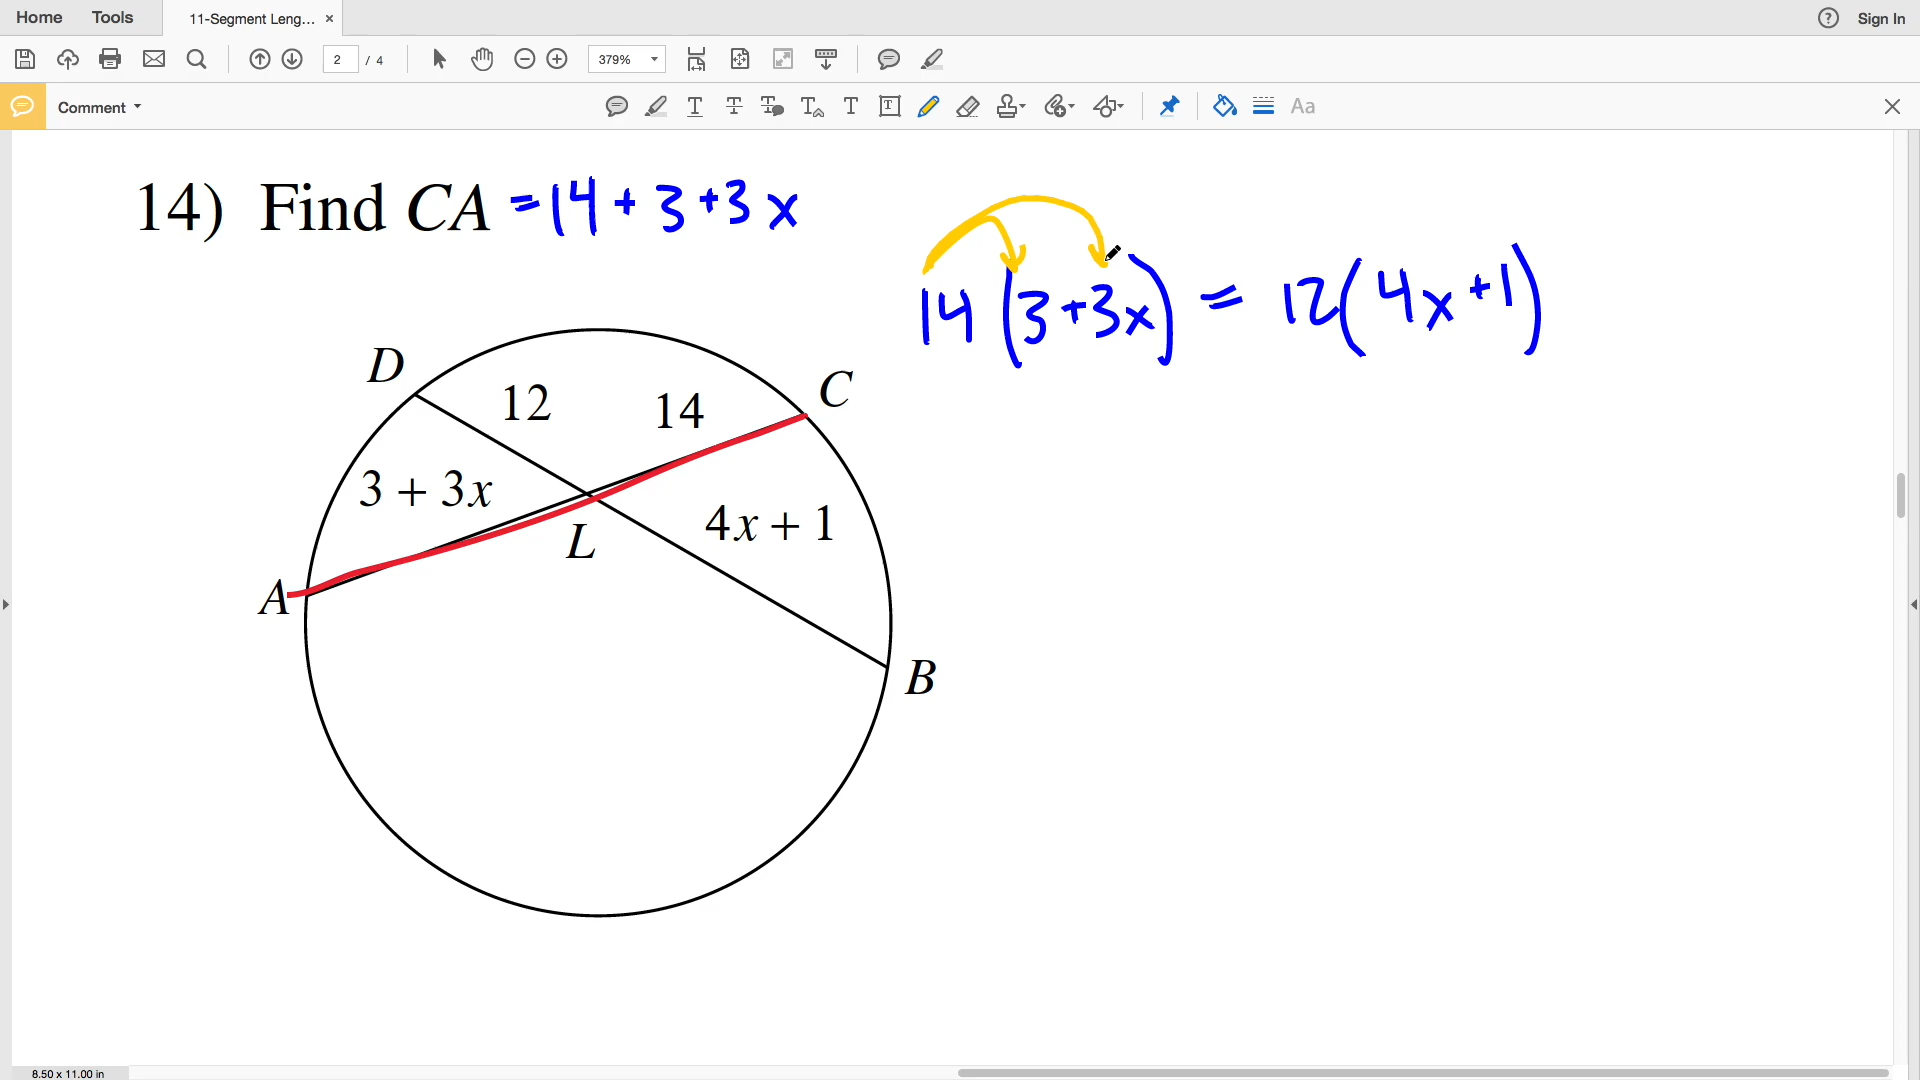 Home Tools 11-Segment Leng... × ? Sign In
2 / 4 379%
Comment Aa
14) Find CA = 14 + 3 + 3x
14(3+3x) = 12(4x+1)
D
12
14
C
3 + 3x
4x + 1
L
A
B
8.50 x 11.00 in